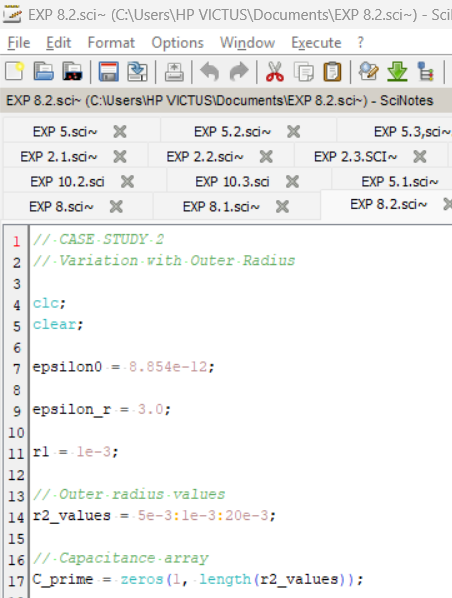 EXP 8.2.sci~ (C:\Users\HP VICTUS\Documents\EXP 8.2.sci~) - Sci
File Edit Format Options Window Execute ?
EXP 8.2.sci~ (C:\Users\HP VICTUS\Documents\EXP 8.2.sci~) - SciNotes
EXP 5.sci~ EXP 5.2.sci~ EXP 5.3,sci~
EXP 2.1.sci~ EXP 2.2.sci~ EXP 2.3.SCI~
EXP 10.2.sci EXP 10.3.sci EXP 5.1.sci~
EXP 8.sci~ EXP 8.1.sci~ EXP 8.2.sci~
1 // CASE STUDY 2
2 // Variation with Outer Radius
3
4 clc;
5 clear;
6
7 epsilon0 = 8.854e-12;
8
9 epsilon_r = 3.0;
10
11 r1 = 1e-3;
12
13 // Outer radius values
14 r2_values = 5e-3:1e-3:20e-3;
15
16 // Capacitance array
17 C_prime = zeros(1, length(r2_values));